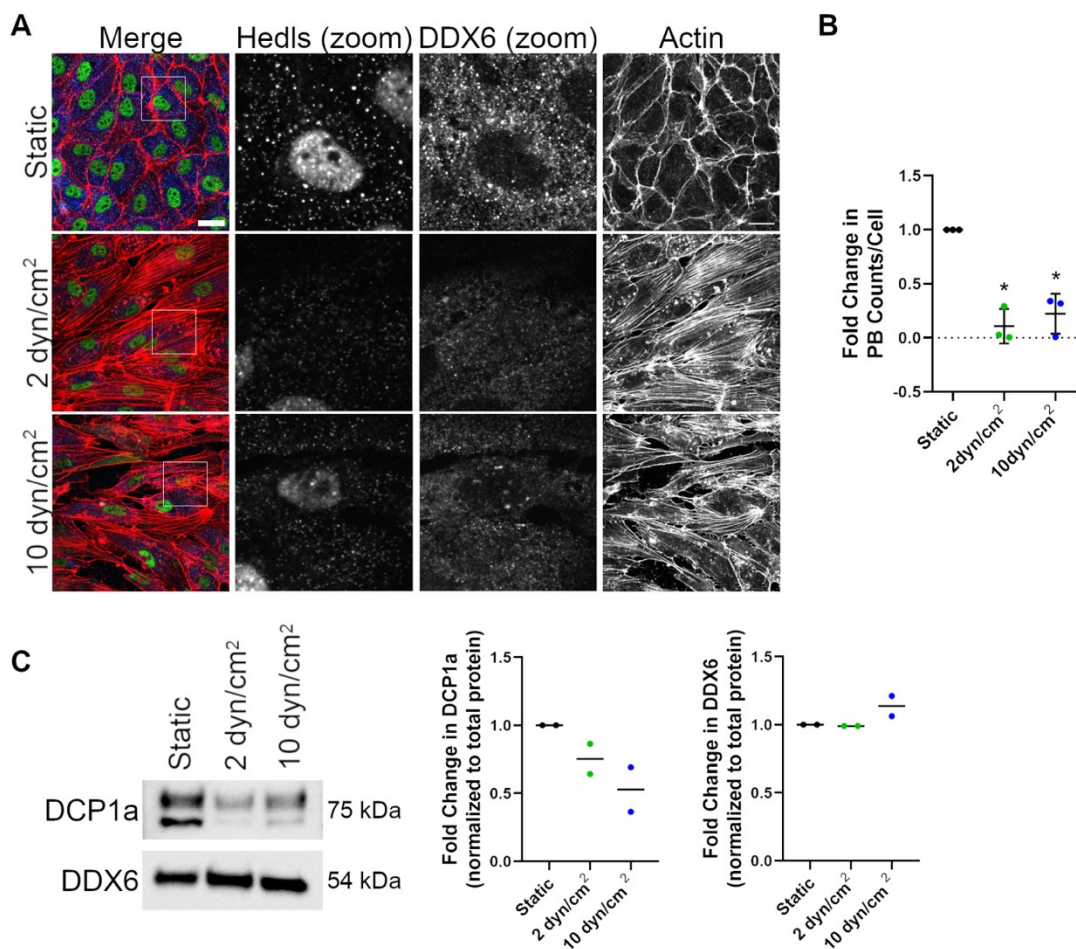 A
Merge
Hedls (zoom)
DDX6 (zoom)
Actin
Static
2 dyn/cm²
10 dyn/cm²
B
Fold Change in
PB Counts/Cell
1.5
1.0
0.5
0.0
-0.5
*
*
Static
2dyn/cm²
10dyn/cm²
C
Static
2 dyn/cm²
10 dyn/cm²
DCP1a
75 kDa
DDX6
54 kDa
Fold Change in DCP1a
(normalized to total protein)
1.5
1.0
0.5
0.0
Static
2 dyn/cm²
10 dyn/cm²
Fold Change in DDX6
(normalized to total protein)
1.5
1.0
0.5
0.0
Static
2 dyn/cm²
10 dyn/cm²